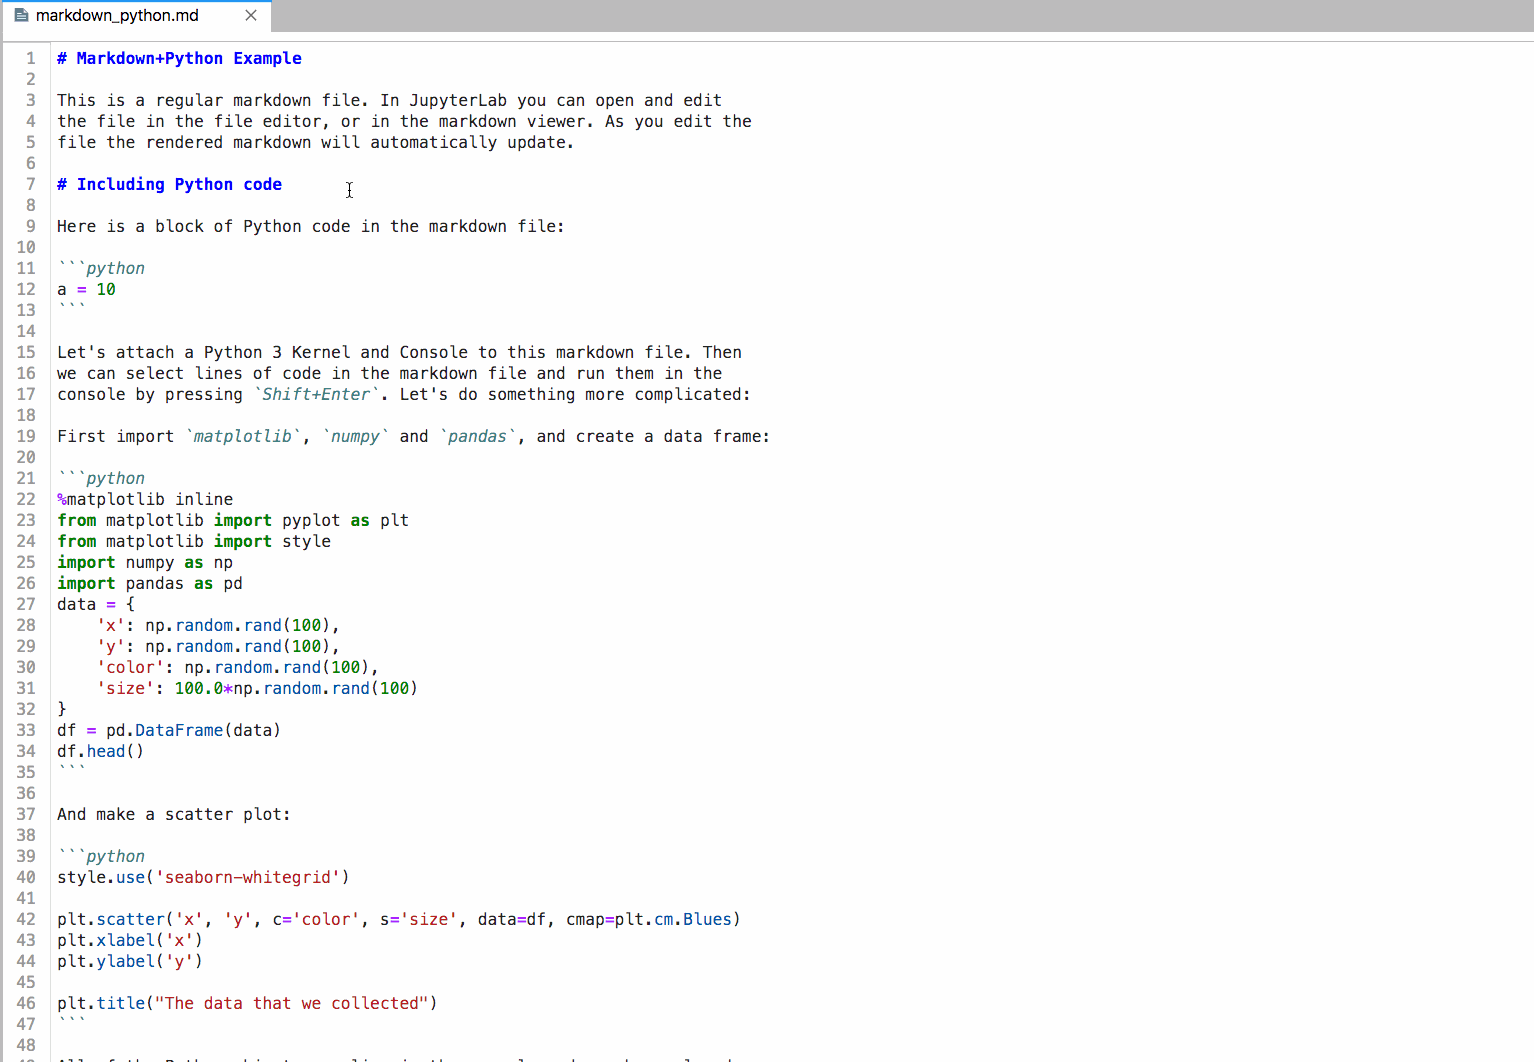 markdown_python.md
1 # Markdown+Python Example
2
3 This is a regular markdown file. In JupyterLab you can open and edit
4 the file in the file editor, or in the markdown viewer. As you edit the
5 file the rendered markdown will automatically update.
6
7 # Including Python code
8
9 Here is a block of Python code in the markdown file:
10
11 ```python
12 a = 10
13 ```
14
15 Let's attach a Python 3 Kernel and Console to this markdown file. Then
16 we can select lines of code in the markdown file and run them in the
17 console by pressing `Shift+Enter`. Let's do something more complicated:
18
19 First import `matplotlib`, `numpy` and `pandas`, and create a data frame:
20
21 ```python
22 %matplotlib inline
23 from matplotlib import pyplot as plt
24 from matplotlib import style
25 import numpy as np
26 import pandas as pd
27 data = {
28     'x': np.random.rand(100),
29     'y': np.random.rand(100),
30     'color': np.random.rand(100),
31     'size': 100.0*np.random.rand(100)
32 }
33 df = pd.DataFrame(data)
34 df.head()
35 ```
36
37 And make a scatter plot:
38
39 ```python
40 style.use('seaborn-whitegrid')
41
42 plt.scatter('x', 'y', c='color', s='size', data=df, cmap=plt.cm.Blues)
43 plt.xlabel('x')
44 plt.ylabel('y')
45
46 plt.title("The data that we collected")
47 ```
48